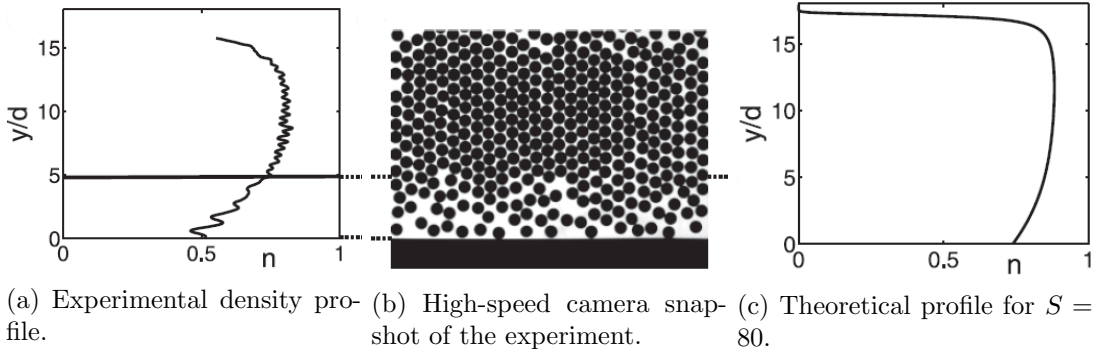 15
10
5
0
y/d
0
0.5
n
1
15
10
5
0
y/d
0
0.5
n
1
(a) Experimental density pro-
file.
(b) High-speed camera snap-
shot of the experiment.
(c) Theoretical profile for S =
80.